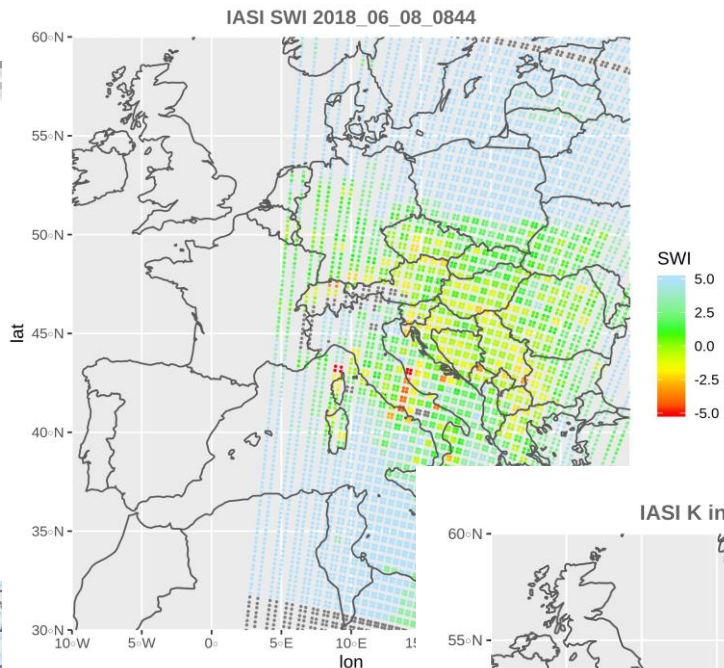 IASI SWI 2018_06_08_0844
60◦N
55◦N
50◦N
45◦N
40◦N
35◦N
30◦N
lat
10◦W
5◦W
0◦
5◦E
10◦E
lon
SWI
5.0
2.5
0.0
-2.5
-5.0
IASI K in
60◦N
55◦N